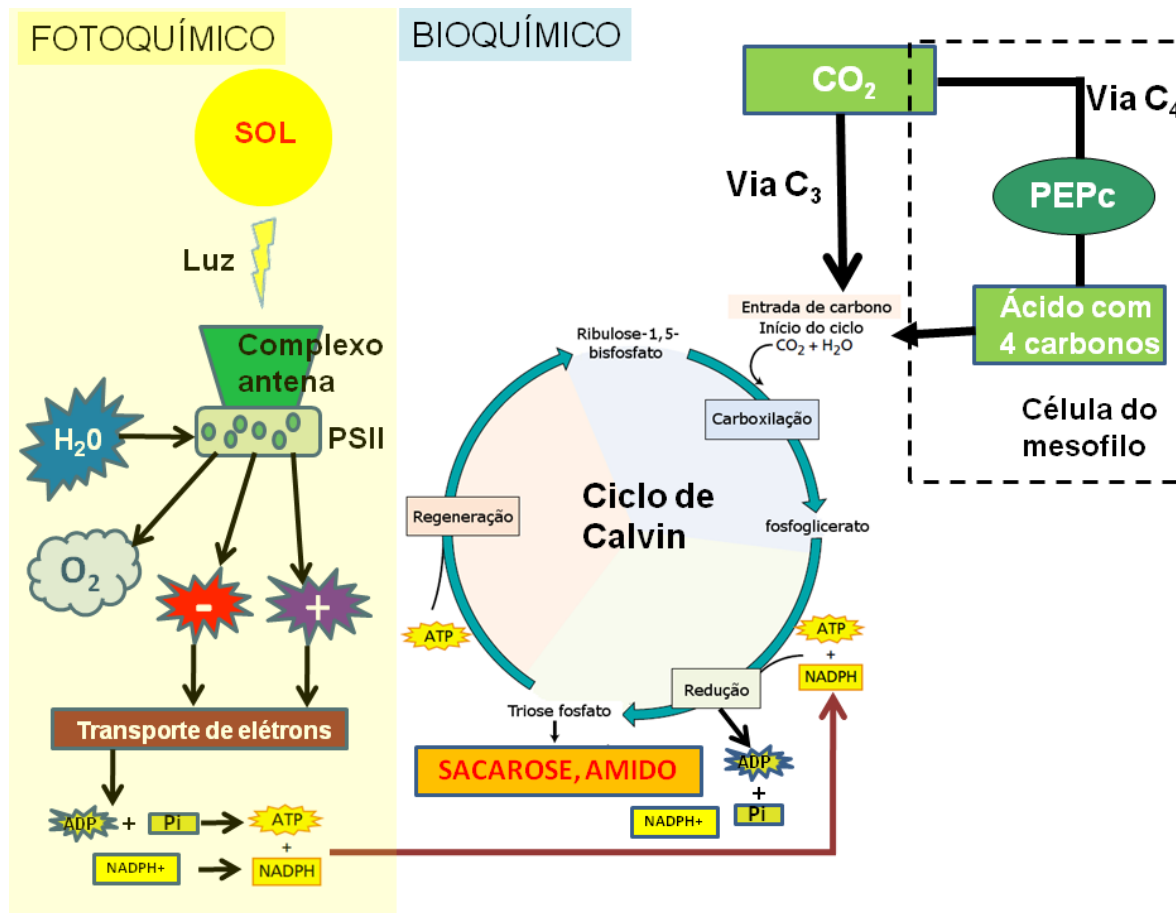 FOTOQUÍMICO
SOL
Luz
Complexo
antena
H₂0
PSII
O₂
-
+
Transporte de elétrons
ADP + Pi ATP
+
NADPH+ NADPH
BIOQUÍMICO
CO₂
Via C₃
Via C₄
PEPc
Ácido com
4 carbonos
Célula do
mesofilo
Entrada de carbono
Início do ciclo
CO₂ + H₂O
Ribulose-1,5-
bisfosfato
Carboxilação
Ciclo de
Calvin
fosfoglicerato
Regeneração
ATP
ATP
+
NADPH
Redução
Triose fosfato
SACAROSE, AMIDO
ADP
+
Pi
NADPH+